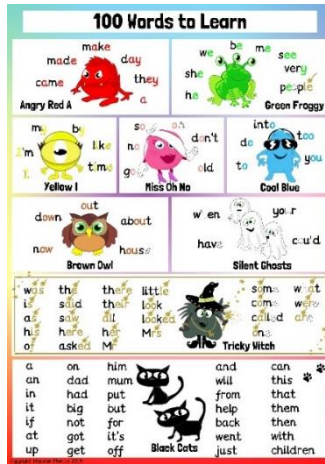 100 Words to Learn
make
made day
came they
a
Angry Red A
we be me see
she very
he people
Green Froggy
my by
I'm like
I time
Yellow I
so on
no don't
go old
Miss Oh No
into
do too
to you
Cool Blue
out
down about
now house
Brown Owl
when your
have could
Silent Ghosts
was the there little some what
is said their look come were
as saw all looked called are
his here her Mrs one
of asked Mr
Tricky Witch
a on him and can
an dad mum will this
in had put from that
it big but help them
if not for back then
at got it's went with
up get off just children
Black Cats